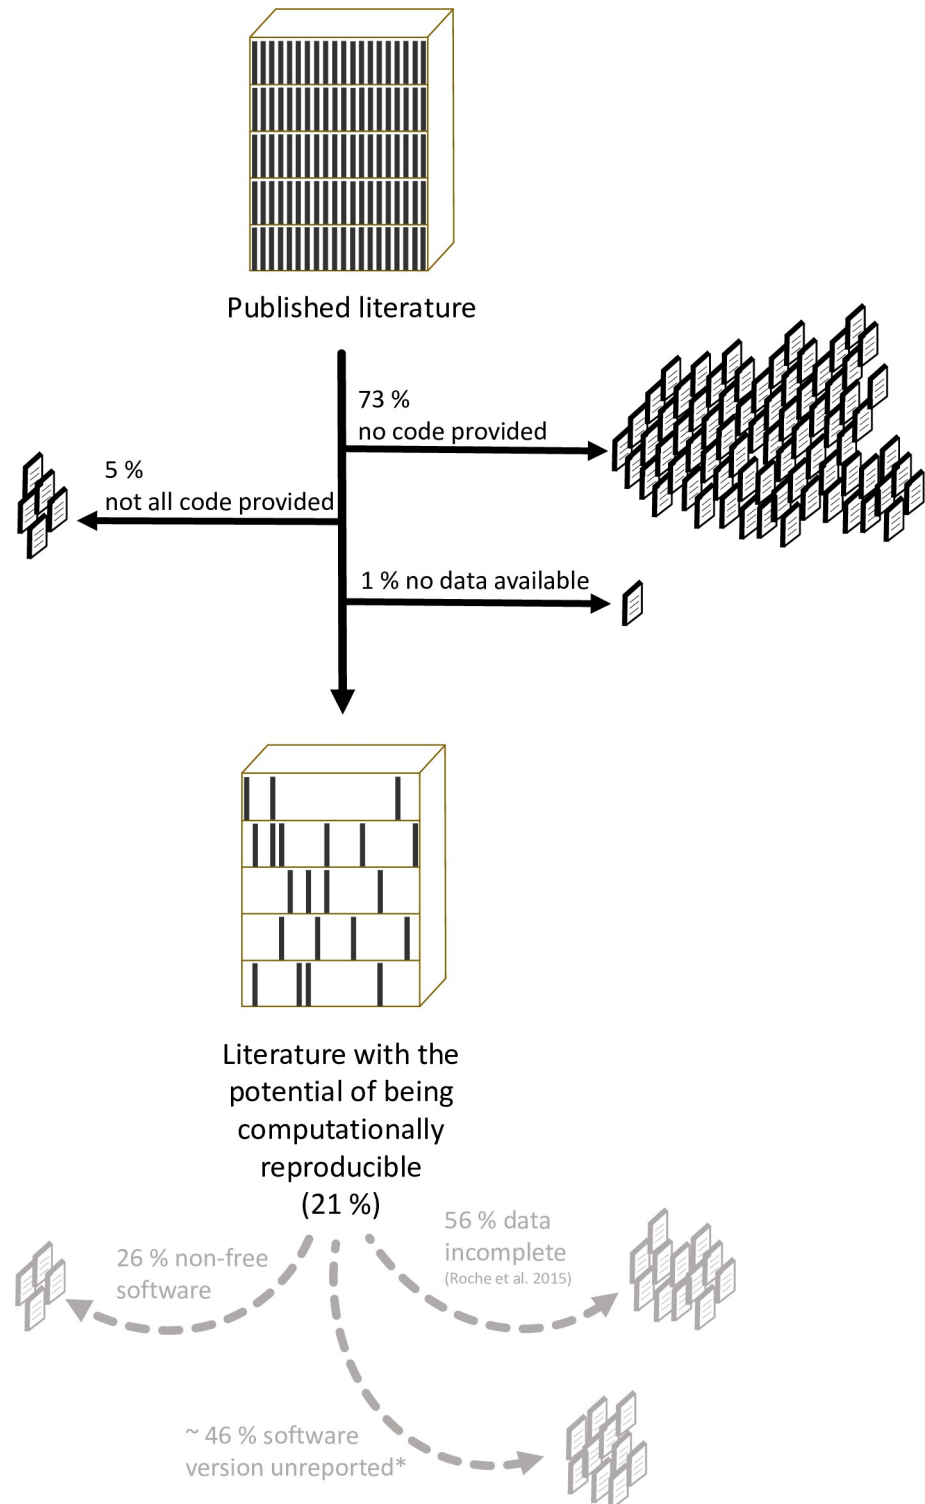 Published literature
73 %
no code provided
5 %
not all code provided
1 % no data available
Literature with the
potential of being
computationally
reproducible
(21 %)
56 % data
incomplete
(Roche et al. 2015)
26 % non-free
software
~ 46 % software
version unreported*